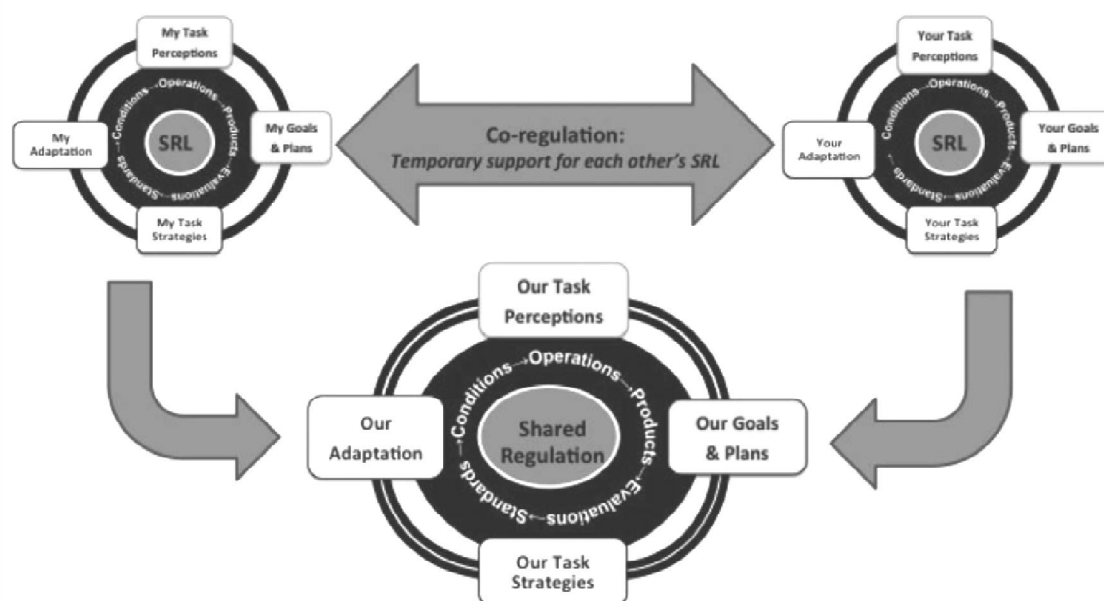 My Task
Perceptions
My Goals
& Plans
My Task
Strategies
My
Adaptation
Conditions→Operations→Products→Evaluations→Standards→
SRL
Co-regulation:
Temporary support for each other's SRL
Your Task
Perceptions
Your Goals
& Plans
Your Task
Strategies
Your
Adaptation
Conditions→Operations→Products→Evaluations→Standards→
SRL
Our Task
Perceptions
Our Goals
& Plans
Our Task
Strategies
Our
Adaptation
Conditions→Operations→Products→Evaluations→Standards→
Shared
Regulation